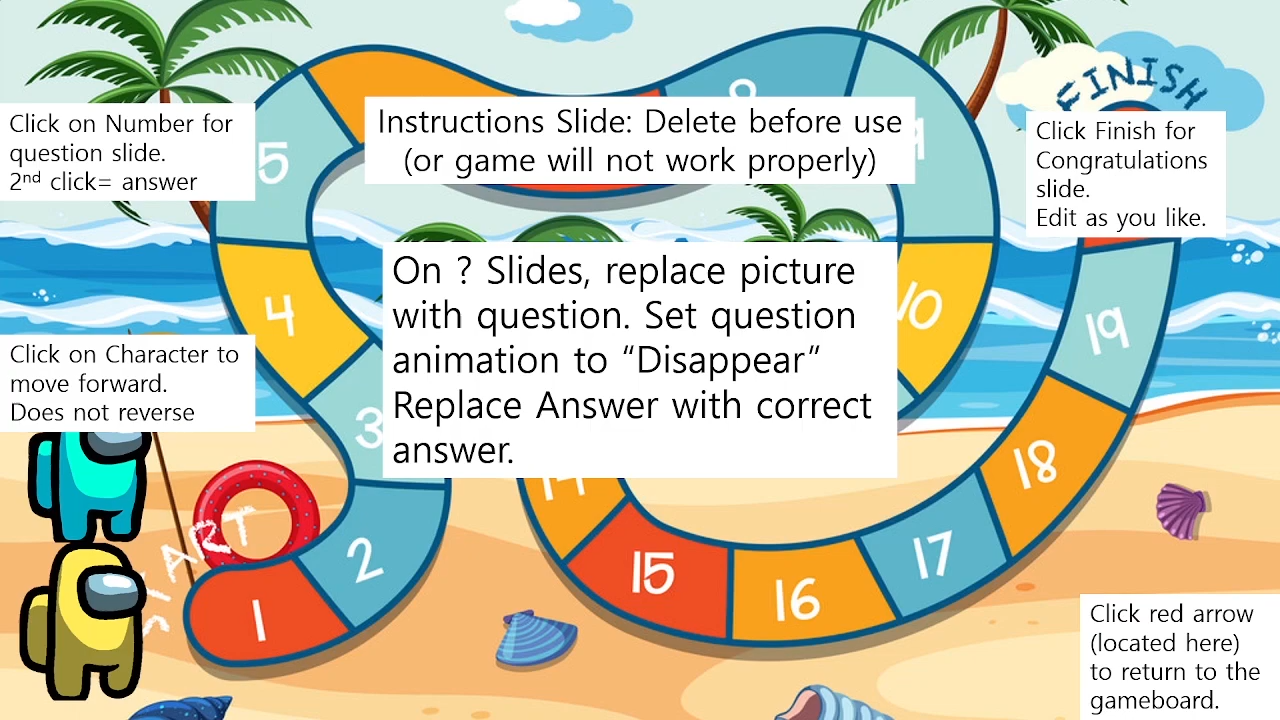 FINISH
Click on Number for
question slide.
2nd click= answer
Instructions Slide: Delete before use
(or game will not work properly)
Click Finish for
Congratulations
slide.
Edit as you like.
5
On ? Slides, replace picture
with question. Set question
animation to “Disappear”
Replace Answer with correct
answer.
4
10
19
Click on Character to
move forward.
Does not reverse
3
18
START
2
15
16
17
1
Click red arrow
(located here)
to return to the
gameboard.